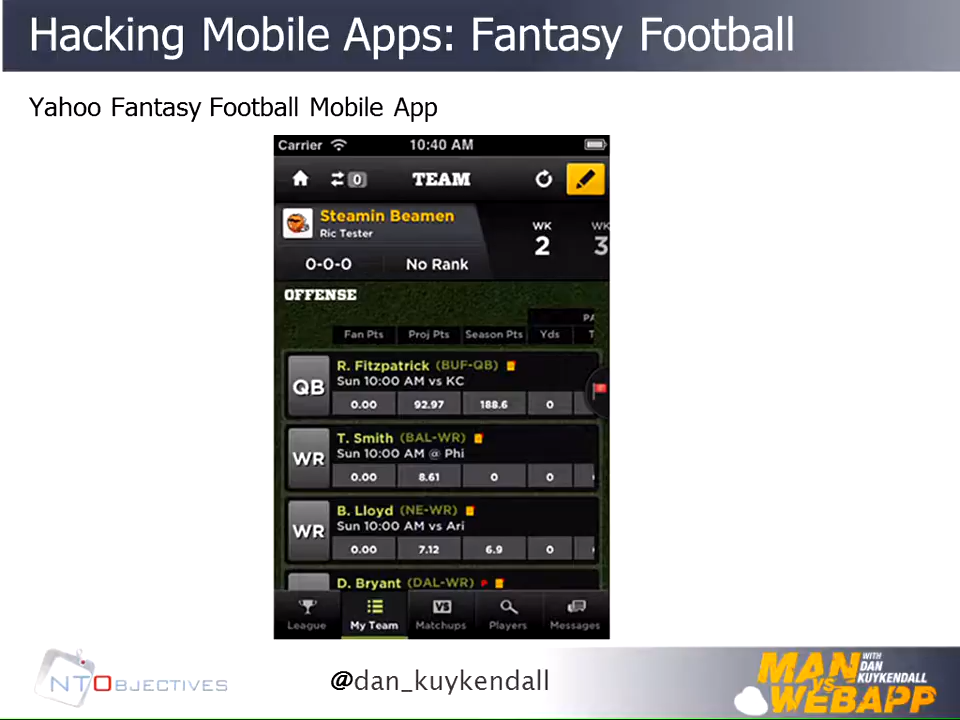 Hacking Mobile Apps: Fantasy Football
Yahoo Fantasy Football Mobile App
Carrier 10:40 AM
0 TEAM
Steamin Beamen
Ric Tester
WK WK
2 3
0-0-0 No Rank
OFFENSE
Fan Pts Proj Pts Season Pts Yds
QB
R. Fitzpatrick (BUF-QB)
Sun 10:00 AM vs KC
0.00 92.97 188.6 0
WR
T. Smith (BAL-WR)
Sun 10:00 AM @ Phi
0.00 8.61 0 0
WR
B. Lloyd (NE-WR)
Sun 10:00 AM vs Ari
0.00 7.12 6.9 0
D. Bryant (DAL-WR) P
VS
League My Team Matchups Players Messages
NTOBJECTIVES
@dan_kuykendall
MAN WITH DAN KUYKENDALL
VS
WEBAPP